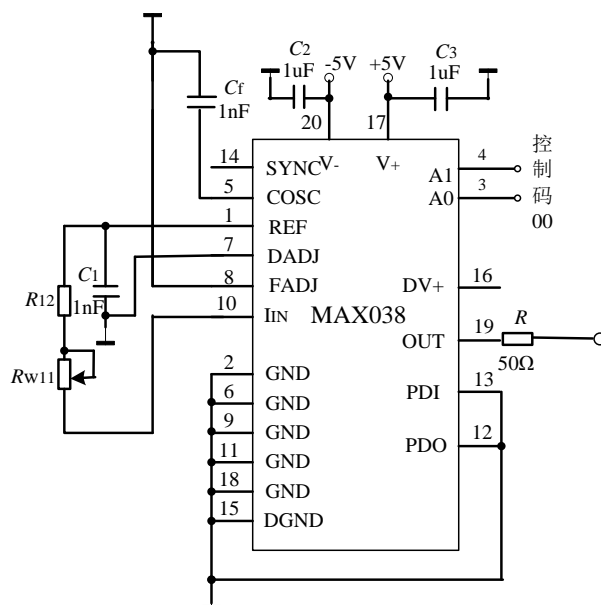 C2 -5V +5V C3
1uF 1uF
Cf
1nF
20 17
14 SYNC V- V+ A1 4 控
5 COSC A0 3 制
1 REF 码
7 DADJ 00
C1 8 FADJ DV+ 16
R12 1nF 10 IIN MAX038
OUT 19 R
50Ω
Rw11
2 GND PDI 13
6 GND
9 GND PDO 12
11 GND
18 GND
15 DGND